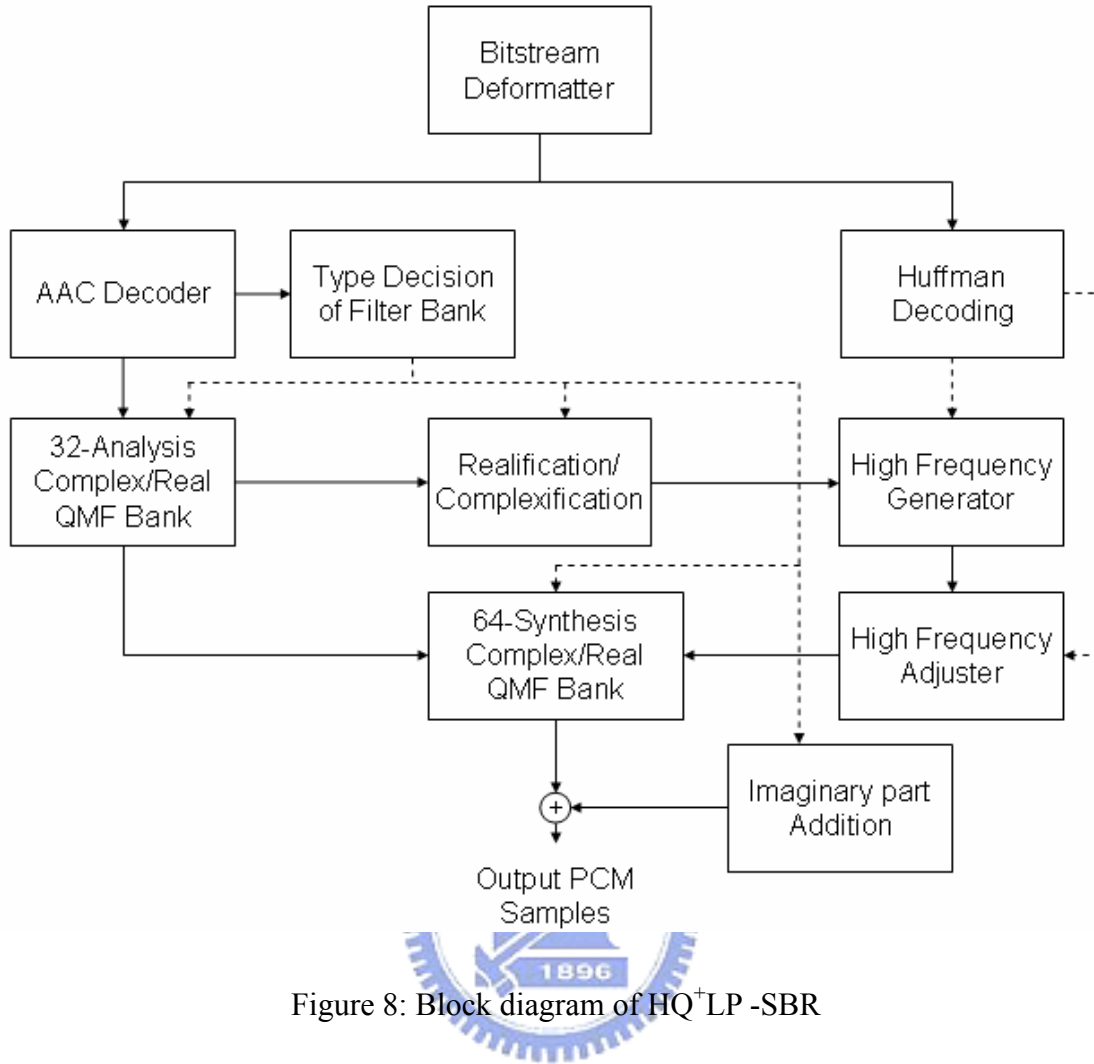 Bitstream
Deformatter
AAC Decoder
Type Decision
of Filter Bank
Huffman
Decoding
32-Analysis
Complex/Real
QMF Bank
Realification/
Complexification
High Frequency
Generator
64-Synthesis
Complex/Real
QMF Bank
High Frequency
Adjuster
+
Imaginary part
Addition
Output PCM
Samples
1896
Figure 8: Block diagram of HQ⁺LP -SBR